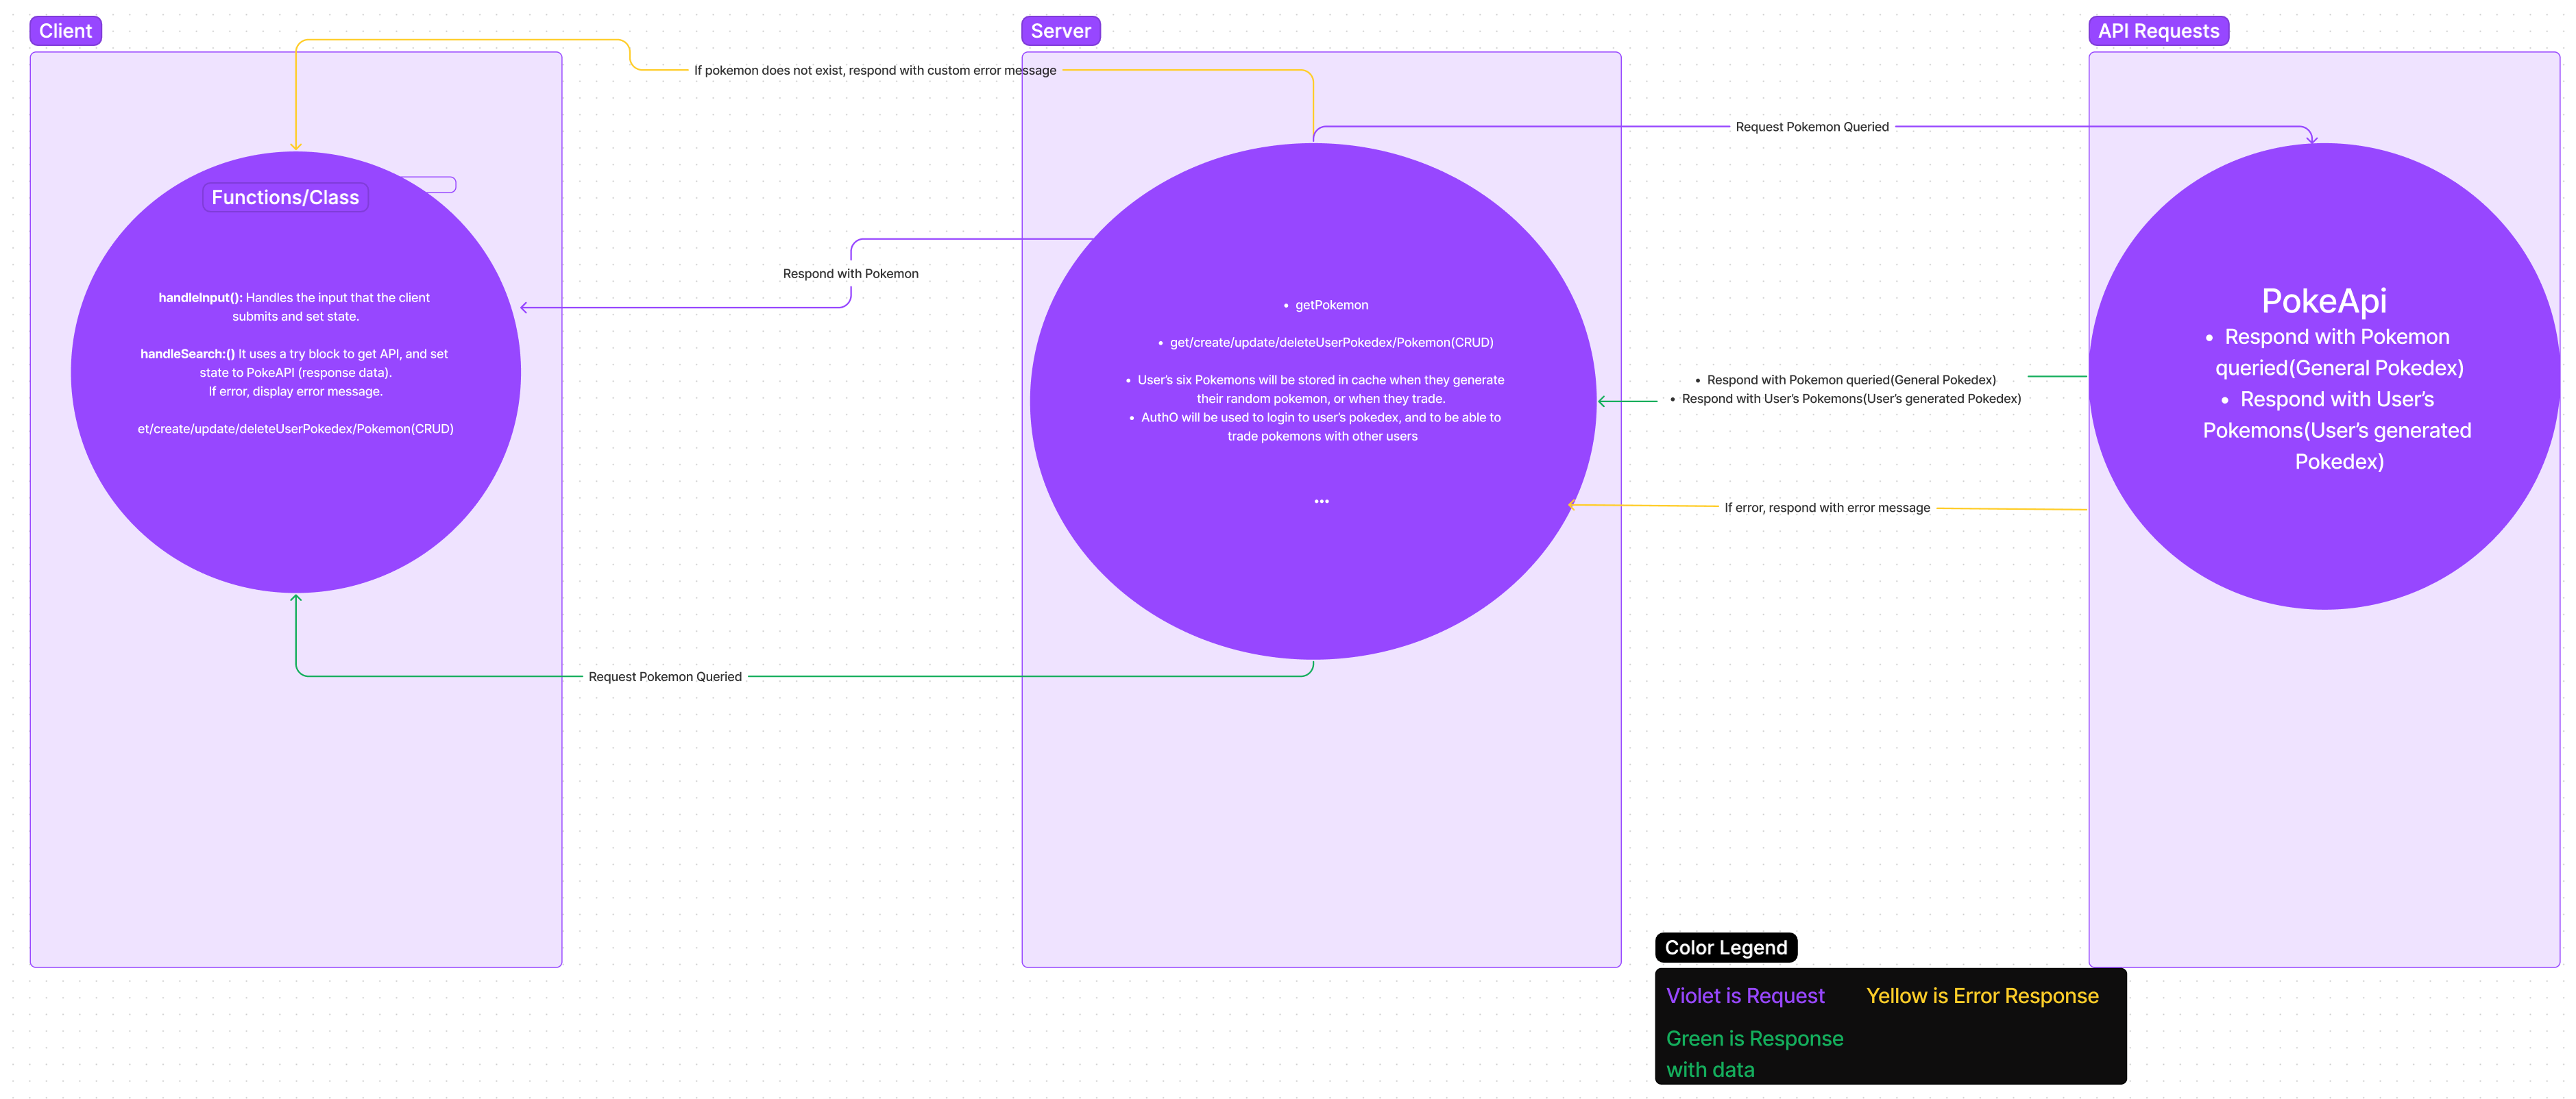 Client
Server
API Requests
If pokemon does not exist, respond with custom error message
Request Pokemon Queried
Functions/Class
handleInput(): Handles the input that the client
submits and set state.
handleSearch:() It uses a try block to get API, and set
state to PokeAPI (response data).
If error, display error message.
et/create/update/deleteUserPokedex/Pokemon(CRUD)
Respond with Pokemon
• getPokemon
• get/create/update/deleteUserPokedex/Pokemon(CRUD)
• User's six Pokemons will be stored in cache when they generate
their random pokemon, or when they trade.
• AuthO will be used to login to user's pokedex, and to be able to
trade pokemons with other users
...
• Respond with Pokemon queried(General Pokedex)
• Respond with User's Pokemons(User's generated Pokedex)
If error, respond with error message
PokeApi
• Respond with Pokemon
queried(General Pokedex)
• Respond with User's
Pokemons(User's generated
Pokedex)
Request Pokemon Queried
Color Legend
Violet is Request
Yellow is Error Response
Green is Response
with data